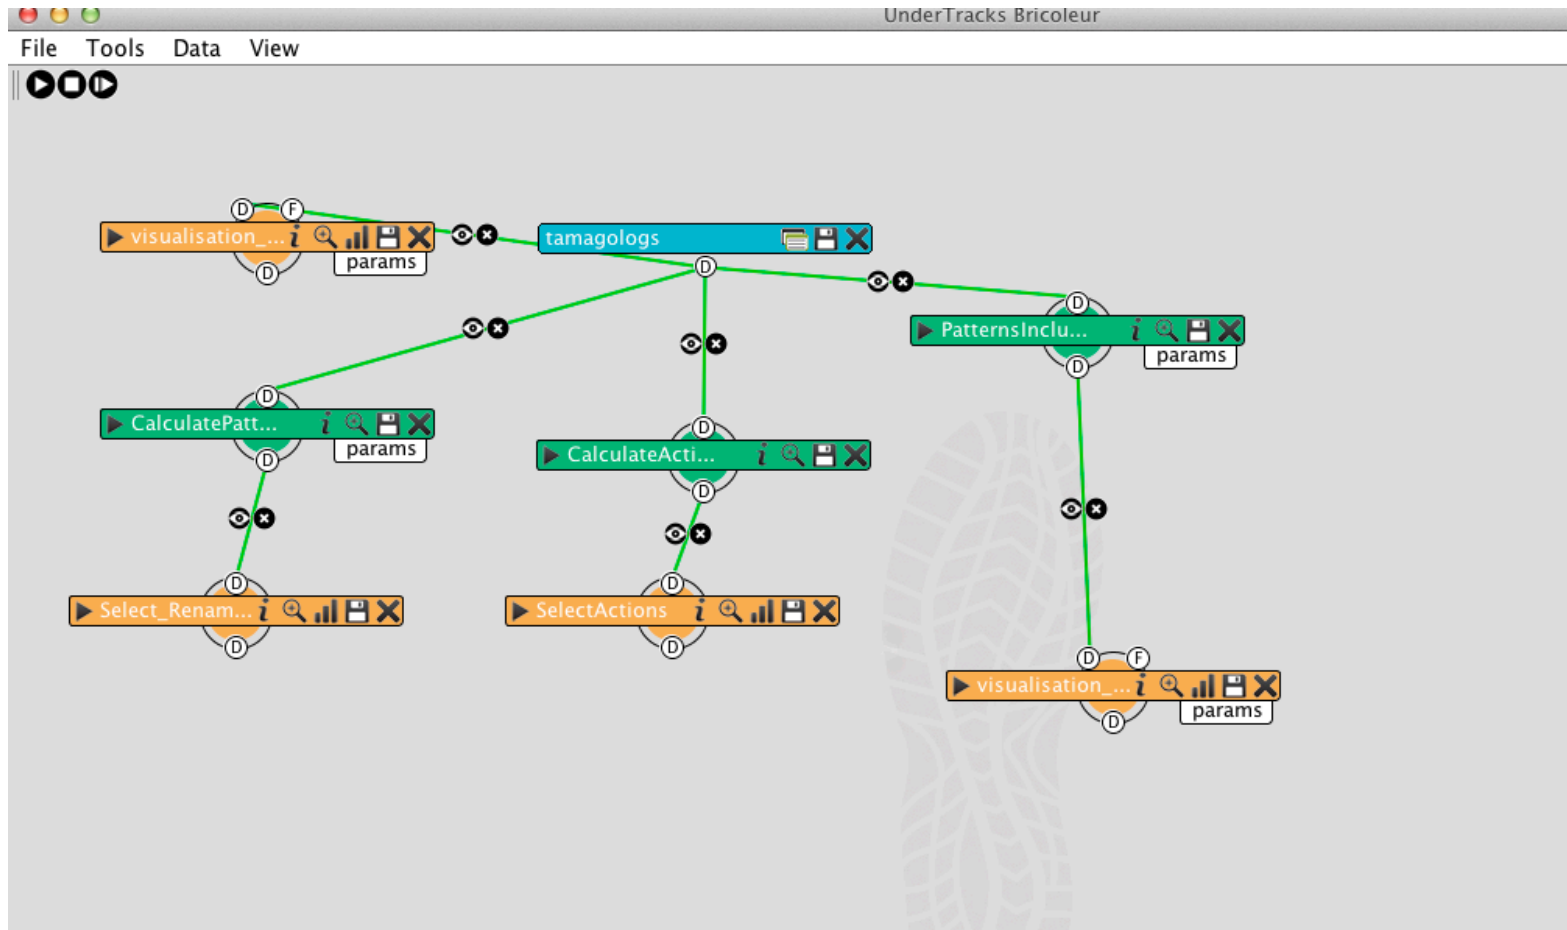 UnderTracks Bricoleur
File Tools Data View
D F
visualisation_... i
params
D
tamagologs
D
D
PatternsInclu... i
params
D
D
CalculatePatt... i
params
D
D
CalculateActi... i
D
D
Select_Renam... i
D
D
SelectActions i
D
D F
visualisation_... i
params
D